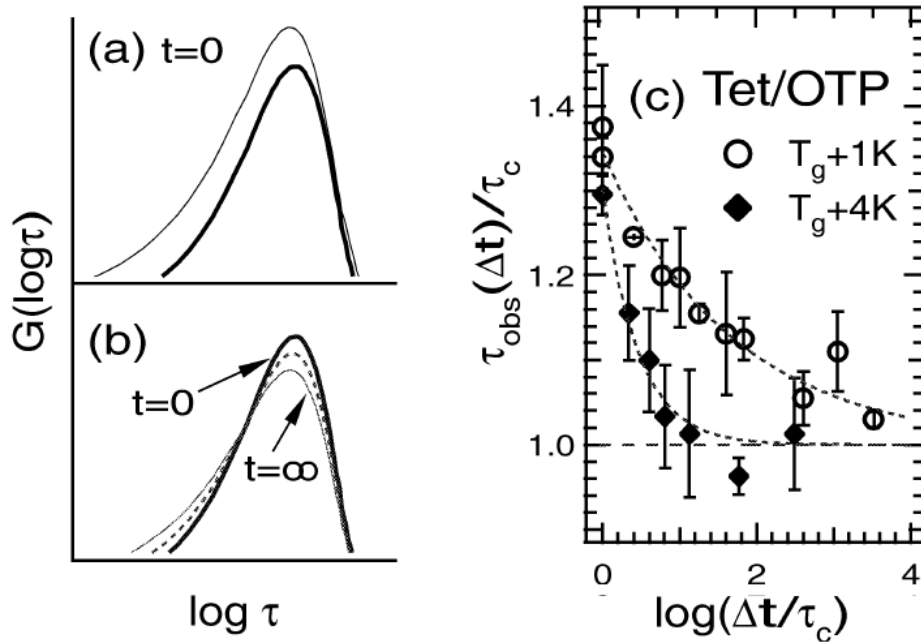 (a) t=0
(b)
t=0
t=∞
G(logτ)
log τ
(c) Tet/OTP
T_g+1K
T_g+4K
τ_obs(Δt)/τ_c
1.4
1.2
1.0
0
2
4
log(Δt/τ_c)